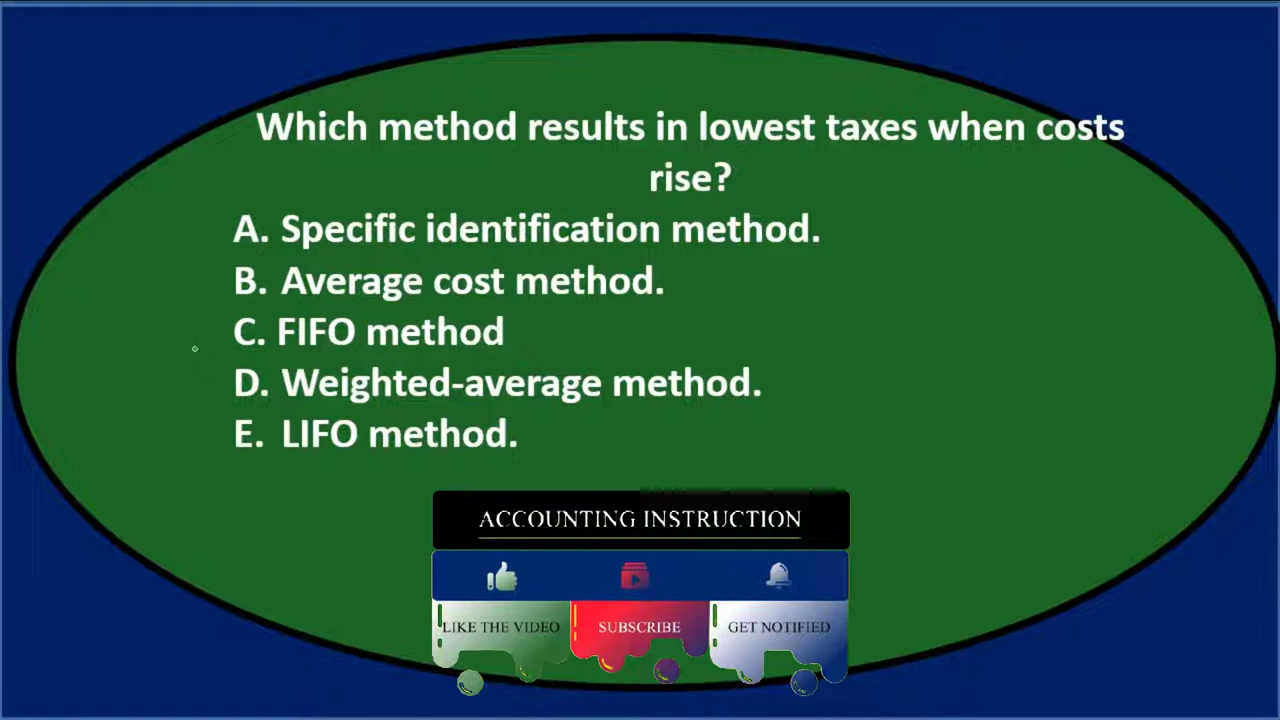 Which method results in lowest taxes when costs
rise?
A. Specific identification method.
B. Average cost method.
C. FIFO method
D. Weighted-average method.
E. LIFO method.
ACCOUNTING INSTRUCTION
LIKE THE VIDEO
SUBSCRIBE
GET NOTIFIED